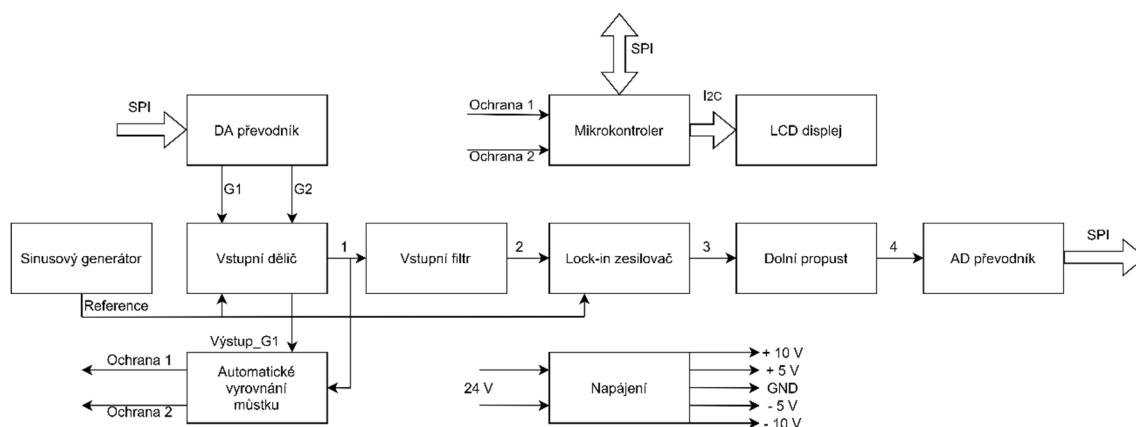 SPI
SPI
DA převodník
Ochrana 1
Mikrokontroler
I2C
LCD displej
Ochrana 2
G1
G2
Sinusový generátor
Vstupní dělič
1
Vstupní filtr
2
Lock-in zesilovač
3
Dolní propust
4
AD převodník
SPI
Reference
Výstup_G1
Ochrana 1
Automatické
vyrovnání
můstku
Ochrana 2
24 V
Napájení
+ 10 V
+ 5 V
GND
- 5 V
- 10 V